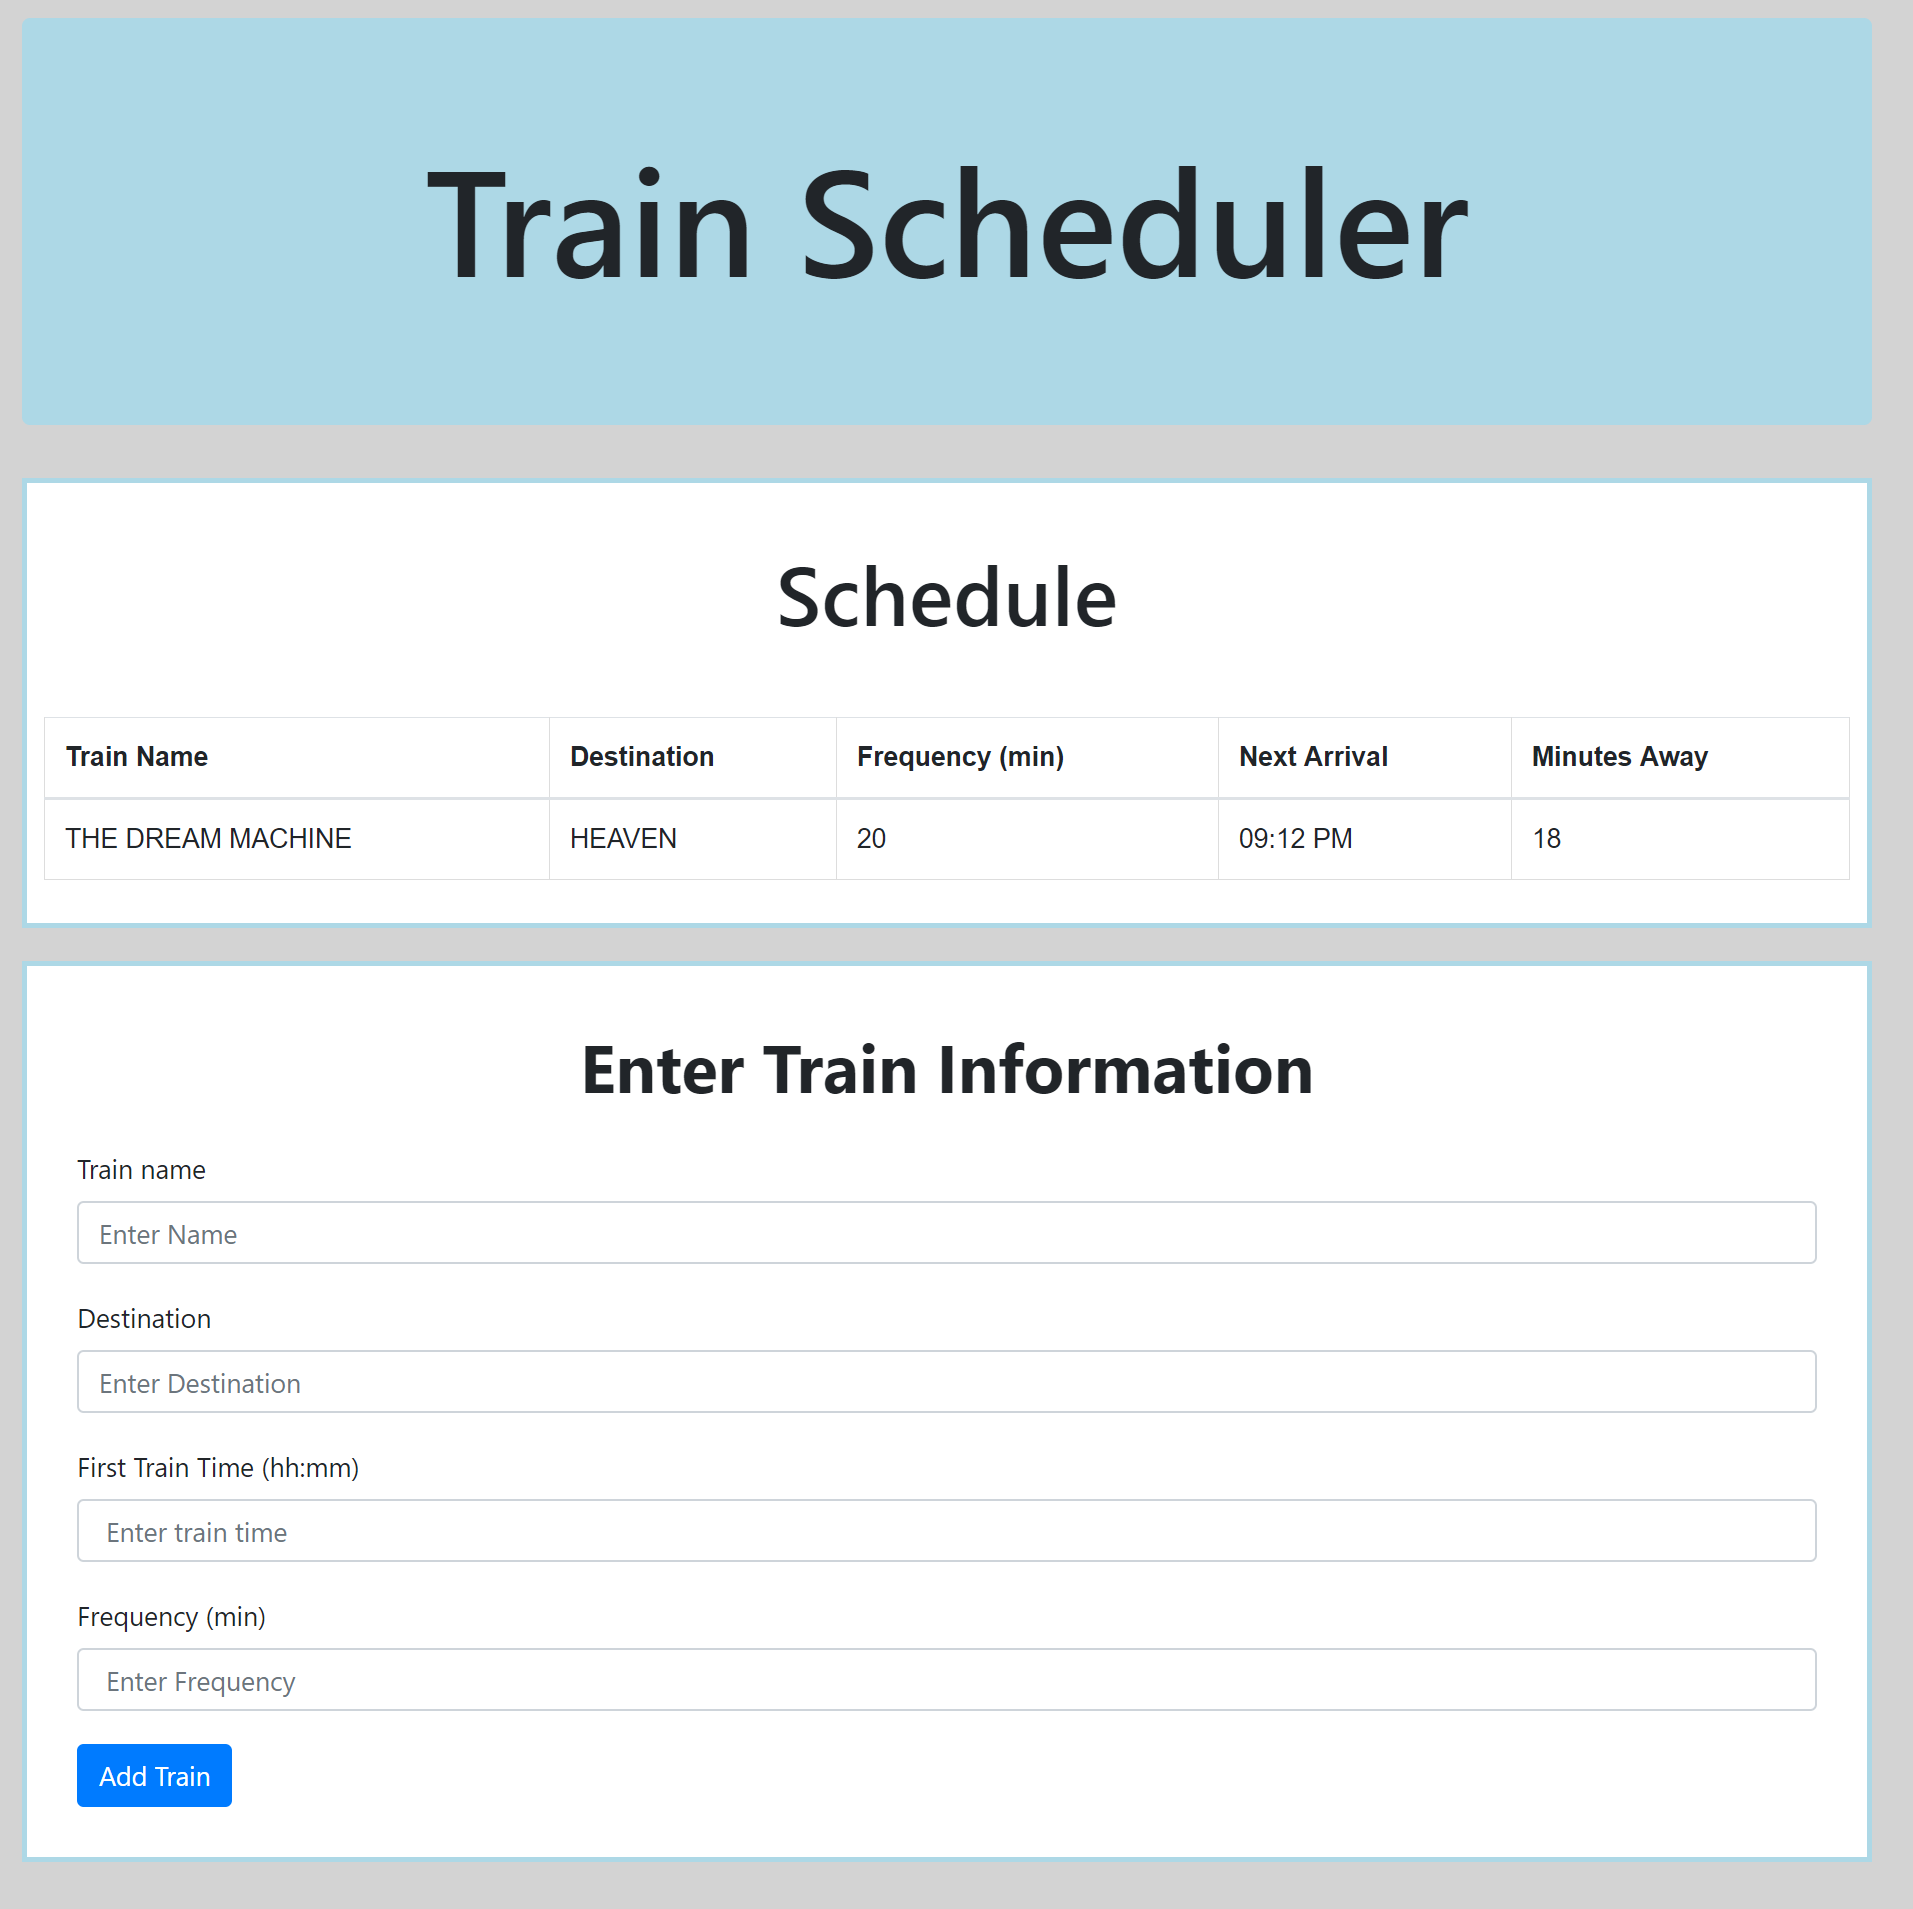 Train Scheduler
Schedule
Train Name Destination Frequency (min) Next Arrival Minutes Away
THE DREAM MACHINE HEAVEN 20 09:12 PM 18
Enter Train Information
Train name
Enter Name
Destination
Enter Destination
First Train Time (hh:mm)
Enter train time
Frequency (min)
Enter Frequency
Add Train